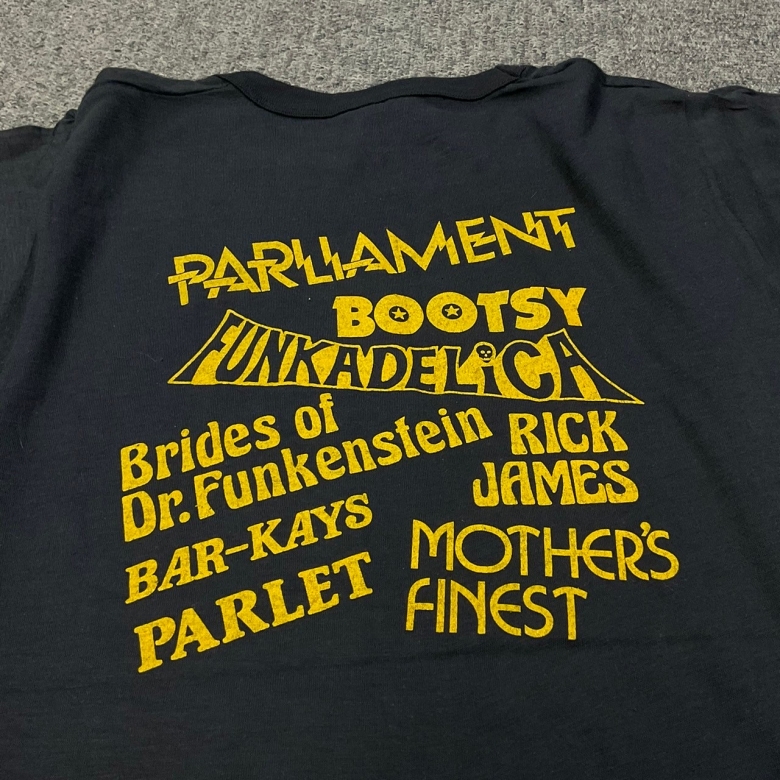 PARLIAMENT
BOOTSY
FUNKADELiCA
Brides of
Dr. Funkenstein
RICK
JAMES
BAR-KAYS
PARLET
MOTHER'S
FINEST